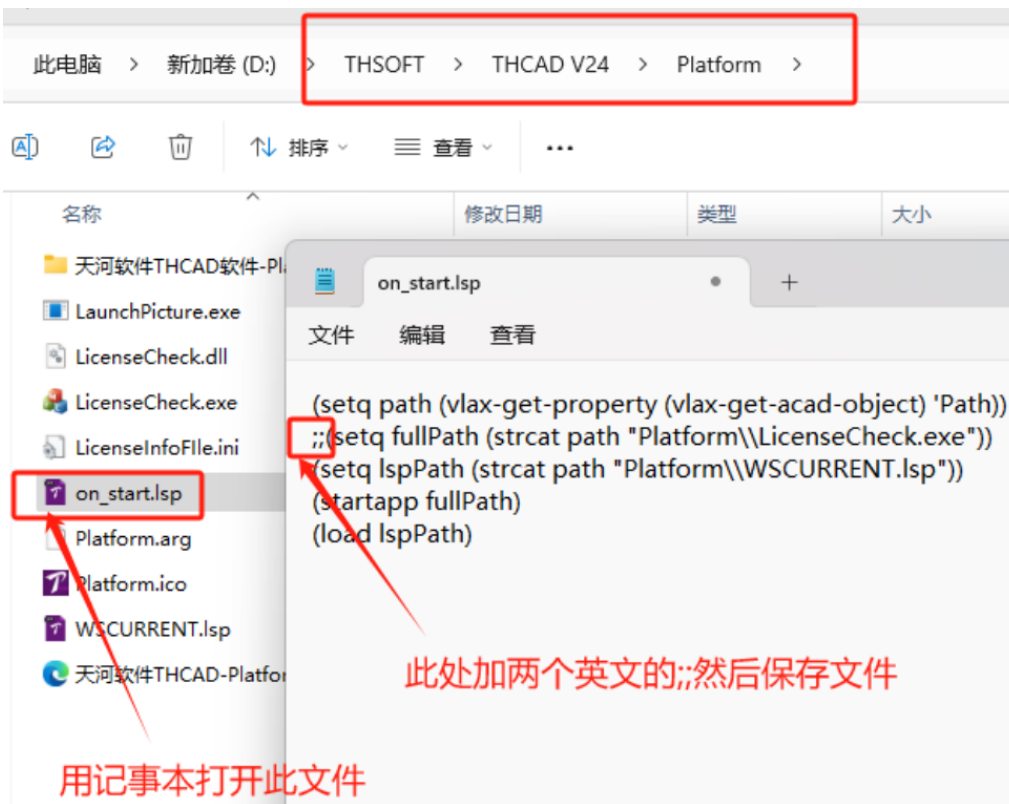 此电脑 > 新加卷 (D:) > THSOFT > THCAD V24 > Platform >
排序 查看 ...
名称 修改日期 类型 大小
天河软件THCAD软件-Pla
LaunchPicture.exe
LicenseCheck.dll
LicenseCheck.exe
LicenseInfoFIle.ini
on_start.lsp
Platform.arg
Platform.ico
WSCURRENT.lsp
天河软件THCAD-Platfor
on_start.lsp
文件 编辑 查看
(setq path (vlax-get-property (vlax-get-acad-object) 'Path))
;;(setq fullPath (strcat path "Platform\\LicenseCheck.exe"))
(setq lspPath (strcat path "Platform\\WSCURRENT.lsp"))
(startapp fullPath)
(load lspPath)
此处加两个英文的;;然后保存文件
用记事本打开此文件